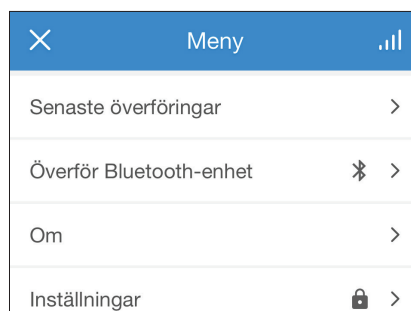 Meny
Senaste överföringar
Överför Bluetooth-enhet
Om
Inställningar